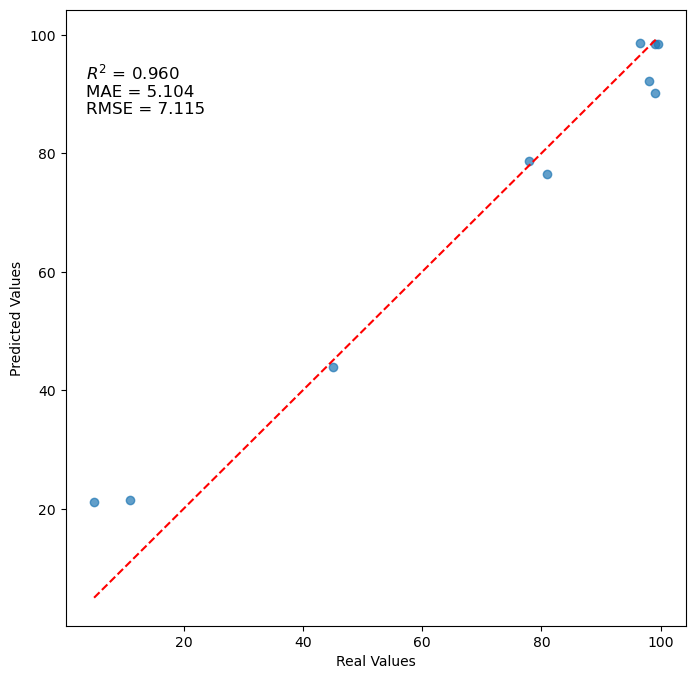 100
80
60
40
20
R² = 0.960
MAE = 5.104
RMSE = 7.115
Predicted Values
20 40 60 80 100
Real Values